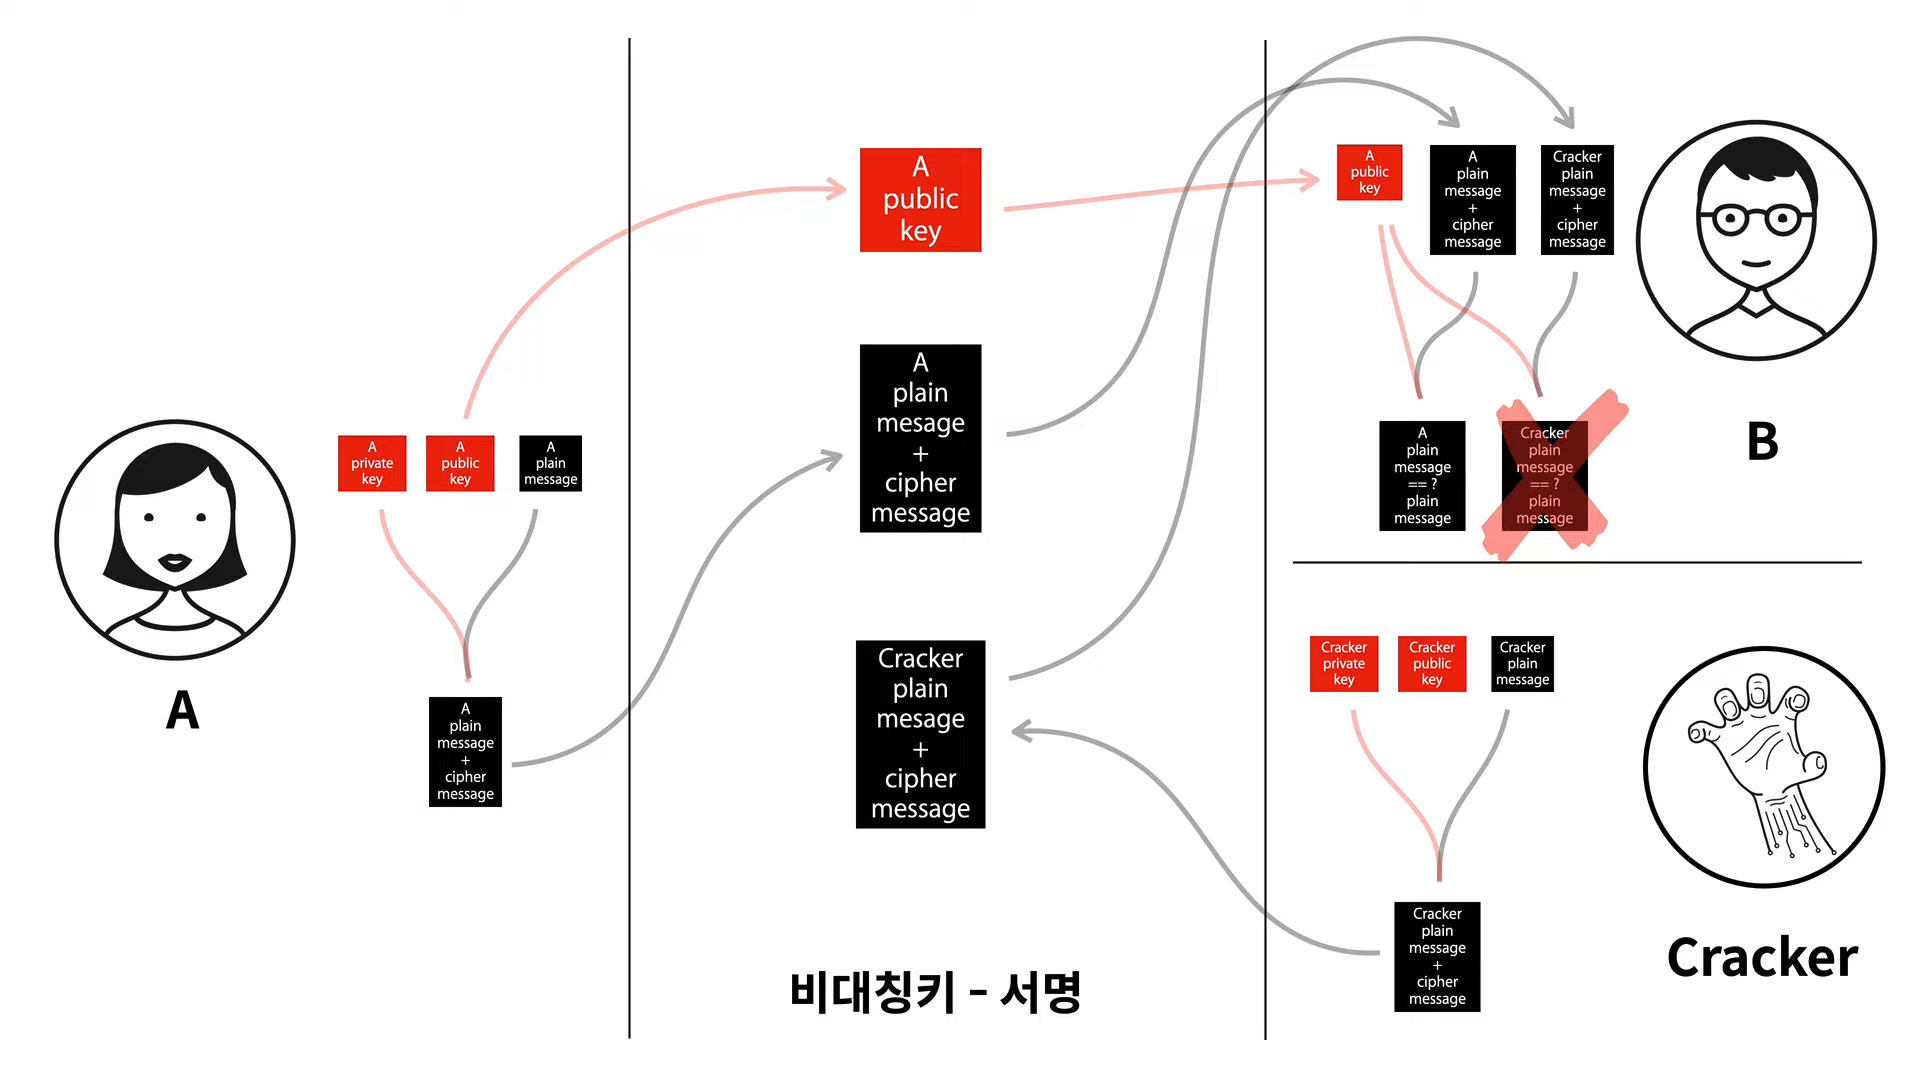 A
private
key
A
public
key
A
plain
message
A
plain
message
+
cipher
message
A
A
public
key
A
plain
mesage
+
cipher
message
Cracker
plain
mesage
+
cipher
message
비대칭키 - 서명
A
public
key
A
plain
message
+
cipher
message
Cracker
plain
message
+
cipher
message
A
plain
message
== ?
plain
message
Cracker
plain
message
== ?
plain
message
B
Cracker
private
key
Cracker
public
key
Cracker
plain
message
Cracker
plain
message
+
cipher
message
Cracker